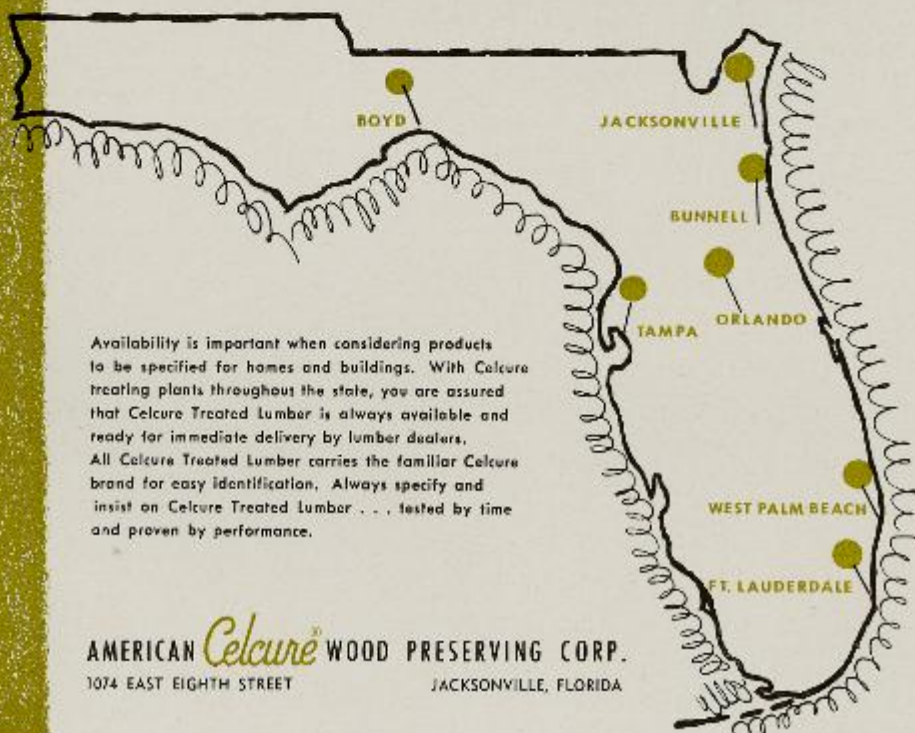 BOYD
JACKSONVILLE
BUNNELL
ORLANDO
TAMPA
WEST PALM BEACH
FT. LAUDERDALE
Availability is important when considering products
to be specified for homes and buildings. With Celcure
treating plants throughout the state, you are assured
that Celcure Treated Lumber is always available and
ready for immediate delivery by lumber dealers.
All Celcure Treated Lumber carries the familiar Celcure
brand for easy identification. Always specify and
insist on Celcure Treated Lumber . . . tested by time
and proven by performance.
AMERICAN Celcure® WOOD PRESERVING CORP.
1074 EAST EIGHTH STREET JACKSONVILLE, FLORIDA